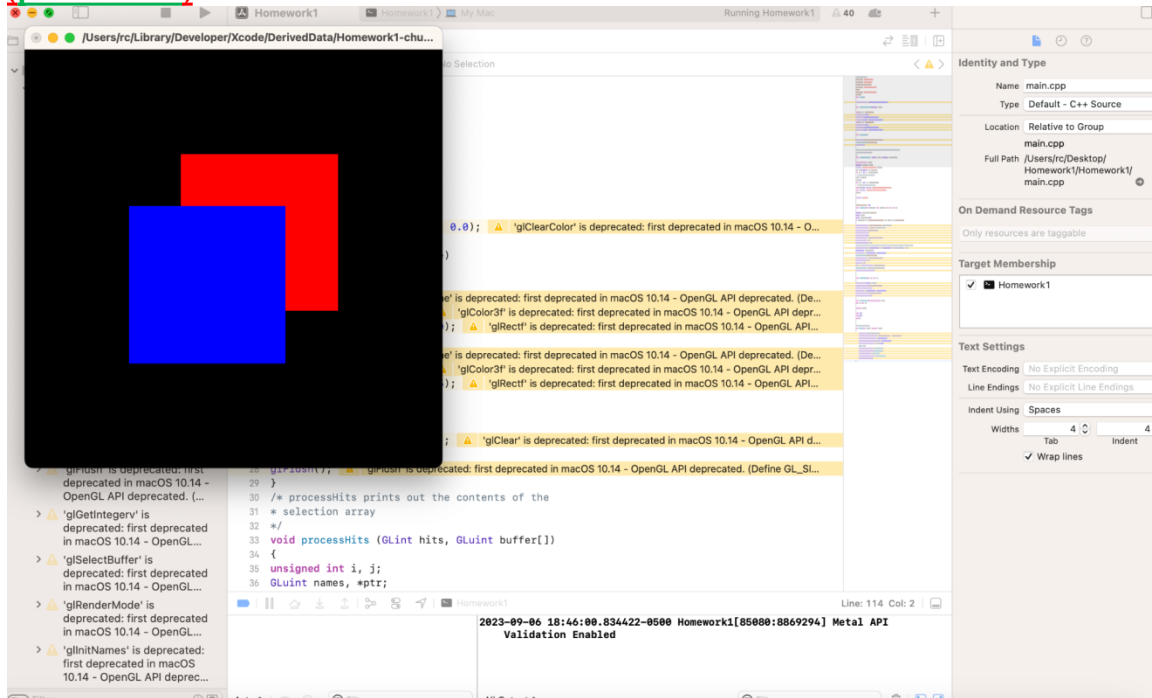 Homework1
Homework1 〉 My Mac
Running Homework1
40
/Users/rc/Library/Developer/Xcode/DerivedData/Homework1-chu...
No Selection
0.0); 'glClearColor' is deprecated: first deprecated in macOS 10.14 - O...
)
e' is deprecated: first deprecated in macOS 10.14 - OpenGL API deprecated. (De...
'glColor3f' is deprecated: first deprecated in macOS 10.14 - OpenGL API depr...
); 'glRectf' is deprecated: first deprecated in macOS 10.14 - OpenGL API...
e' is deprecated: first deprecated in macOS 10.14 - OpenGL API deprecated. (De...
'glColor3f' is deprecated: first deprecated in macOS 10.14 - OpenGL API depr...
); 'glRectf' is deprecated: first deprecated in macOS 10.14 - OpenGL API...
; 'glClear' is deprecated: first deprecated in macOS 10.14 - OpenGL API d...
28 glFlush(); 'glFlush' is deprecated: first deprecated in macOS 10.14 - OpenGL API deprecated. (Define GL_SI...
29 }
30 /* processHits prints out the contents of the
31 * selection array
32 */
33 void processHits (GLint hits, GLuint buffer[])
34 {
35 unsigned int i, j;
36 GLuint names, *ptr;
'glFlush' is deprecated: first
deprecated in macOS 10.14 -
OpenGL API deprecated. (...
'glGetIntegerv' is
deprecated: first deprecated
in macOS 10.14 - OpenGL...
'glSelectBuffer' is
deprecated: first deprecated
in macOS 10.14 - OpenGL...
'glRenderMode' is
deprecated: first deprecated
in macOS 10.14 - OpenGL...
'glInitNames' is deprecated:
first deprecated in macOS
10.14 - OpenGL API deprec...
Homework1
Line: 114 Col: 2
2023-09-06 18:46:00.834422-0500 Homework1[85080:8869294] Metal API
Validation Enabled
Identity and Type
Name main.cpp
Type Default - C++ Source
Location Relative to Group
main.cpp
Full Path /Users/rc/Desktop/
Homework1/Homework1/
main.cpp
On Demand Resource Tags
Only resources are taggable
Target Membership
Homework1
Text Settings
Text Encoding No Explicit Encoding
Line Endings No Explicit Line Endings
Indent Using Spaces
Widths 4 4
Tab Indent
Wrap lines